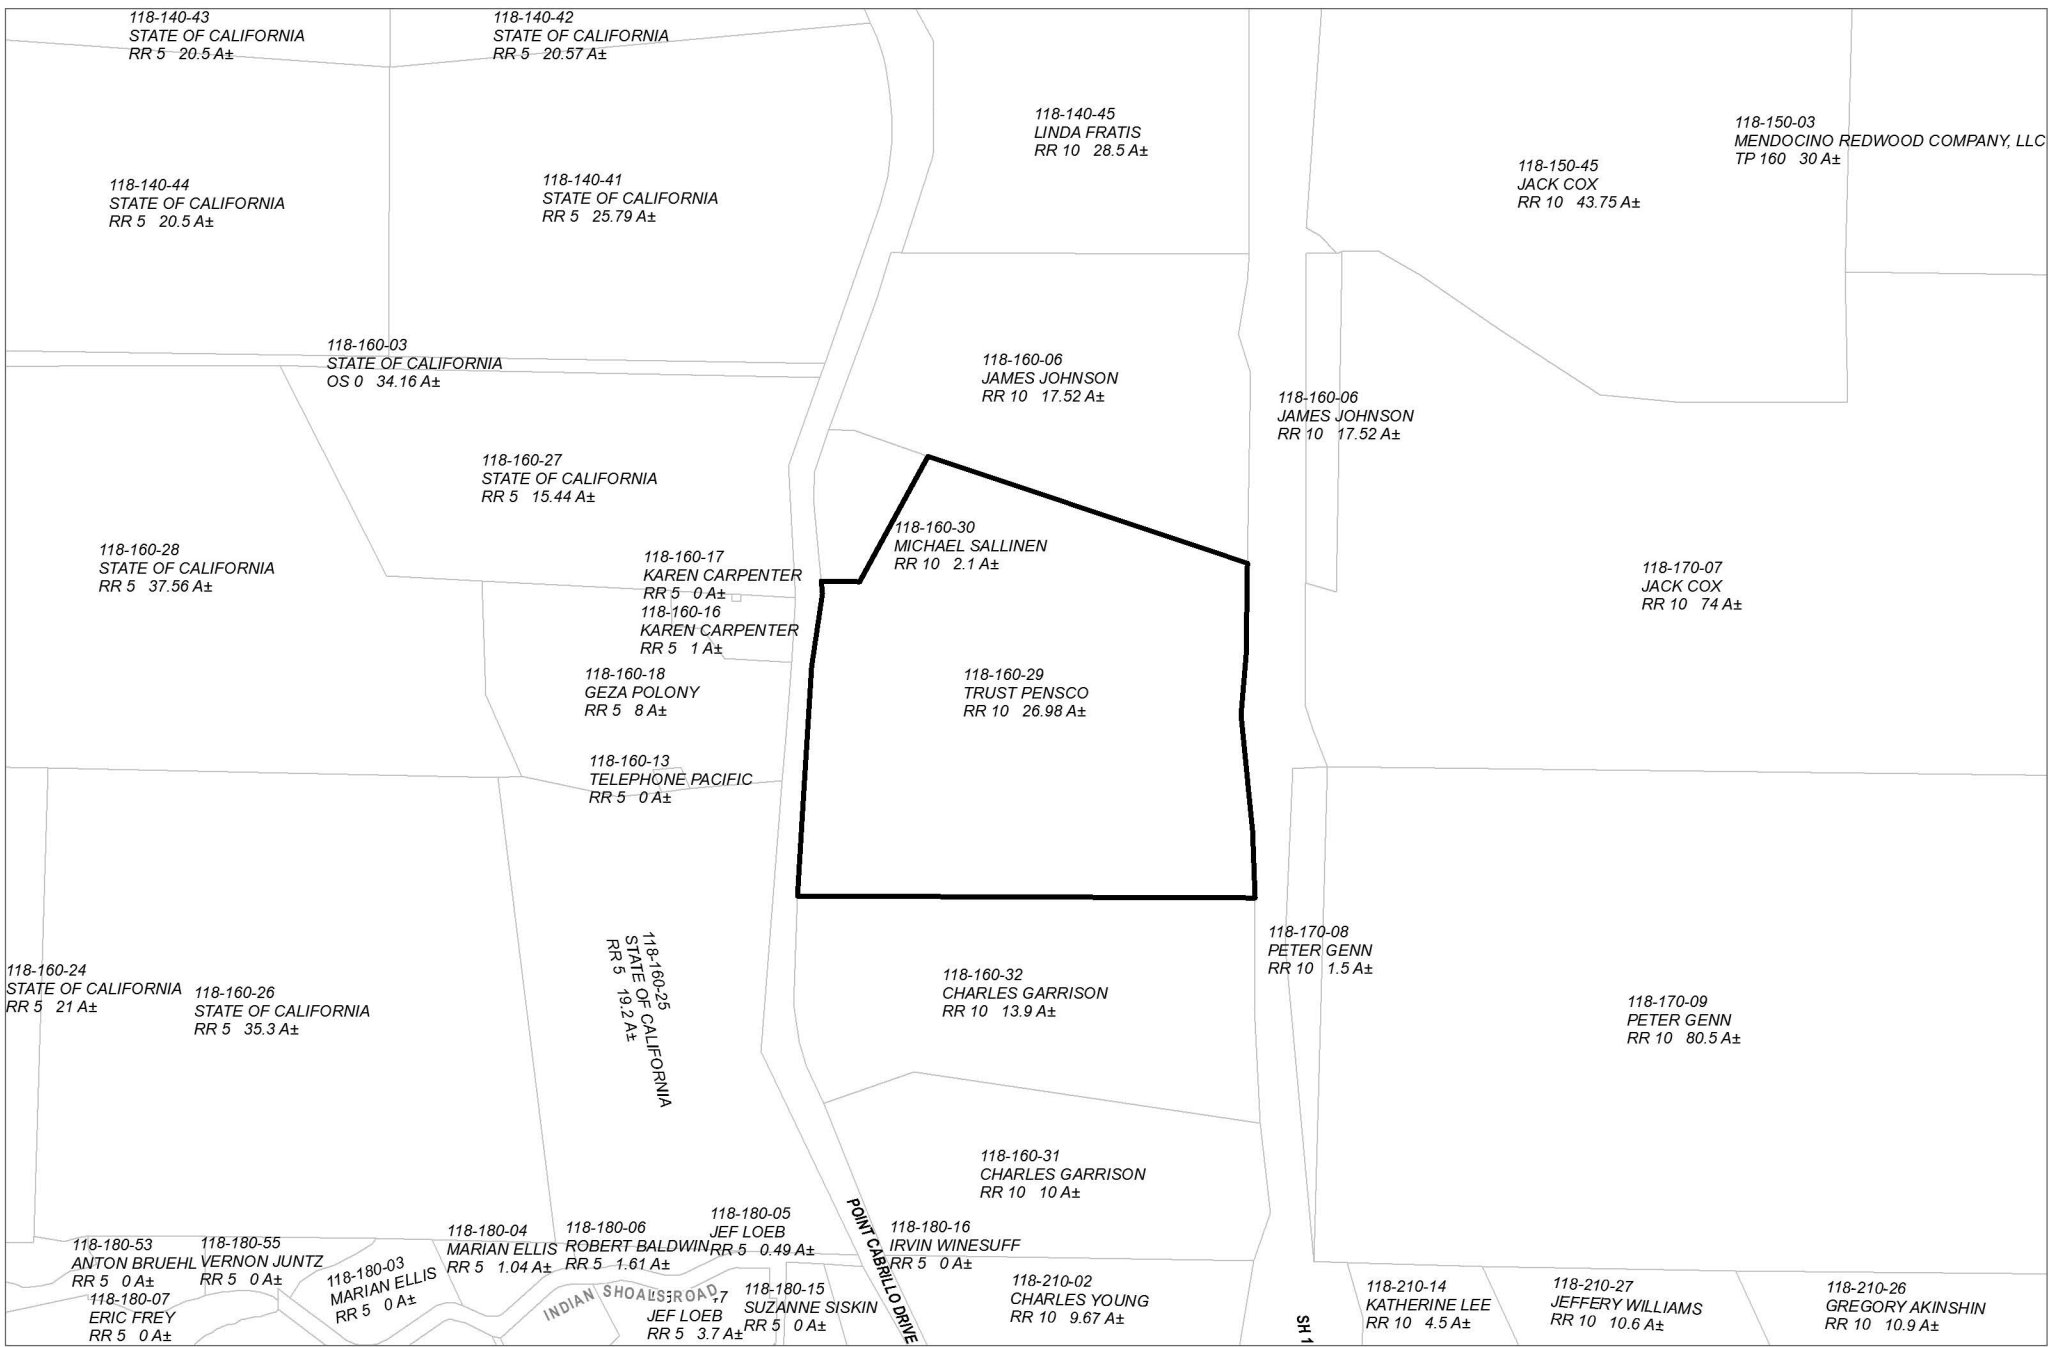 118-140-43
STATE OF CALIFORNIA
RR 5 20.5 A±
118-140-42
STATE OF CALIFORNIA
RR 5 20.57 A±
118-140-45
LINDA FRATIS
RR 10 28.5 A±
118-150-03
MENDOCINO REDWOOD COMPANY, LLC
TP 160 30 A±
118-150-45
JACK COX
RR 10 43.75 A±
118-140-44
STATE OF CALIFORNIA
RR 5 20.5 A±
118-140-41
STATE OF CALIFORNIA
RR 5 25.79 A±
118-160-03
STATE OF CALIFORNIA
OS 0 34.16 A±
118-160-06
JAMES JOHNSON
RR 10 17.52 A±
118-160-06
JAMES JOHNSON
RR 10 17.52 A±
118-160-27
STATE OF CALIFORNIA
RR 5 15.44 A±
118-160-30
MICHAEL SALLINEN
RR 10 2.1 A±
118-160-28
STATE OF CALIFORNIA
RR 5 37.56 A±
118-160-17
KAREN CARPENTER
RR 5 0 A±
118-160-16
KAREN CARPENTER
RR 5 1 A±
118-170-07
JACK COX
RR 10 74 A±
118-160-18
GEZA POLONY
RR 5 8 A±
118-160-29
TRUST PENSCO
RR 10 26.98 A±
118-160-13
TELEPHONE PACIFIC
RR 5 0 A±
118-160-25
STATE OF CALIFORNIA
RR 5 19.2 A±
118-170-08
PETER GENN
RR 10 1.5 A±
118-160-24
STATE OF CALIFORNIA
RR 5 21 A±
118-160-26
STATE OF CALIFORNIA
RR 5 35.3 A±
118-160-32
CHARLES GARRISON
RR 10 13.9 A±
118-170-09
PETER GENN
RR 10 80.5 A±
118-160-31
CHARLES GARRISON
RR 10 10 A±
118-180-53
ANTON BRUEHL
RR 5 0 A±
118-180-55
VERNON JUNTZ
RR 5 0 A±
118-180-03
MARIAN ELLIS
RR 5 0 A±
118-180-04
MARIAN ELLIS
RR 5 1.04 A±
118-180-06
ROBERT BALDWIN
RR 5 1.61 A±
118-180-05
JEF LOEB
RR 5 0.49 A±
POINT CABRILLO DRIVE
118-180-16
IRVIN WINESUFF
RR 5 0 A±
118-180-07
ERIC FREY
RR 5 0 A±
INDIAN SHOALS ROAD
JEF LOEB
RR 5 3.7 A±
118-180-15
SUZANNE SISKIN
RR 5 0 A±
118-210-02
CHARLES YOUNG
RR 10 9.67 A±
SH 1
118-210-14
KATHERINE LEE
RR 10 4.5 A±
118-210-27
JEFFERY WILLIAMS
RR 10 10.6 A±
118-210-26
GREGORY AKINSHIN
RR 10 10.9 A±